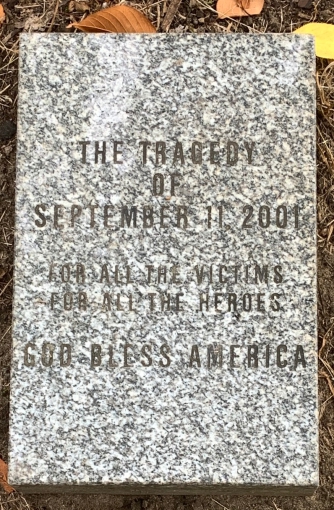 THE TRAGEDY
OF
SEPTEMBER 11, 2001
FOR ALL THE VICTIMS
FOR ALL THE HEROES
GOD BLESS AMERICA